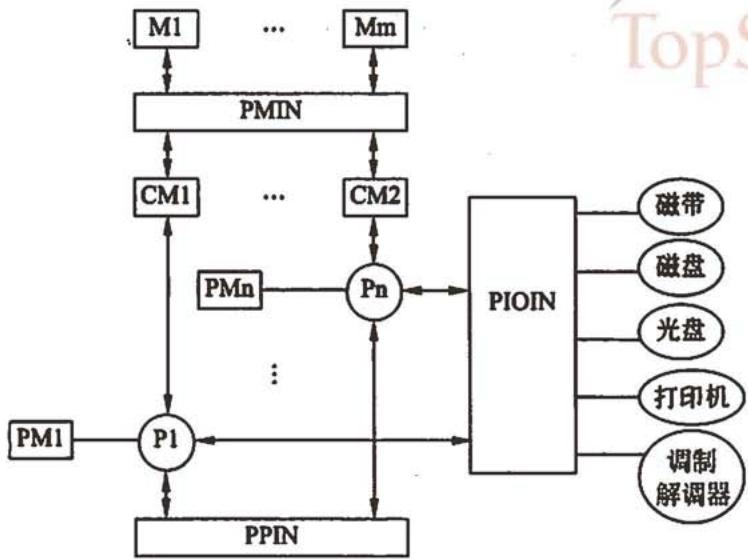 M1 ... Mm
TopS
PMIN
CM1 ... CM2
磁带
磁盘
PMn Pn PIOIN
光盘
打印机
PM1 P1
调制
解调器
PPIN